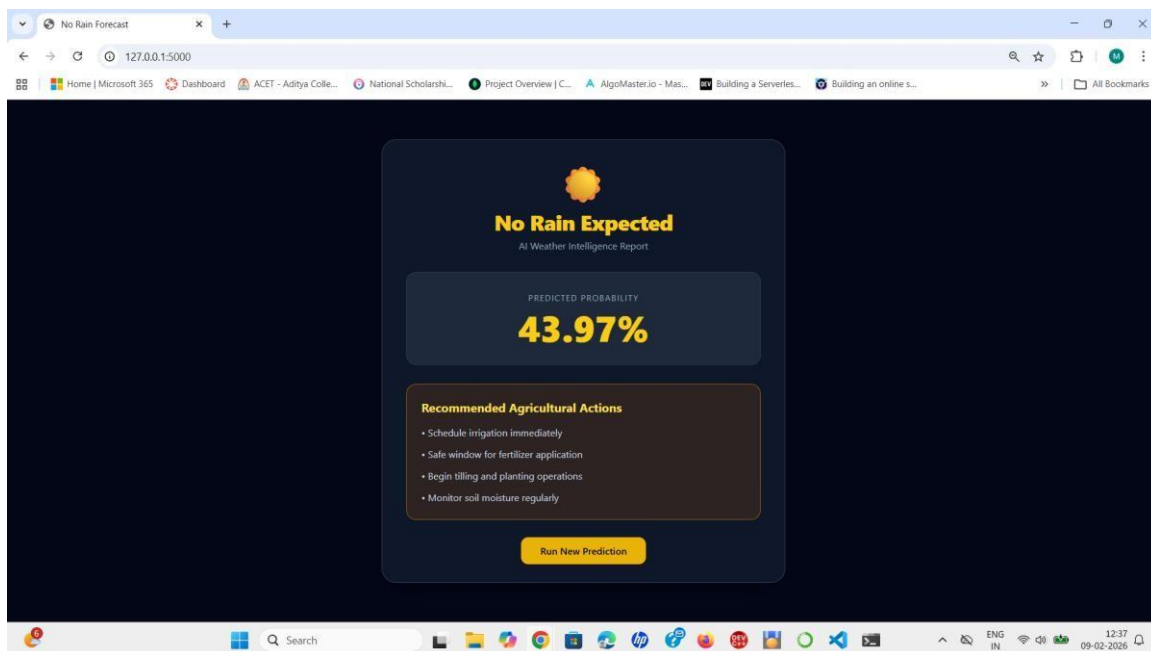 No Rain Forecast
127.0.0.1:5000
M
Home | Microsoft 365
Dashboard
ACET - Aditya Colle...
National Scholarshi...
Project Overview | C...
AlgoMaster.io - Mas...
DEV
Building a Serverles...
Building an online s...
All Bookmarks
No Rain Expected
AI Weather Intelligence Report
PREDICTED PROBABILITY
43.97%
Recommended Agricultural Actions
• Schedule irrigation immediately
• Safe window for fertilizer application
• Begin tilling and planting operations
• Monitor soil moisture regularly
Run New Prediction
6
Search
hp
ENG
IN
12:37
09-02-2026